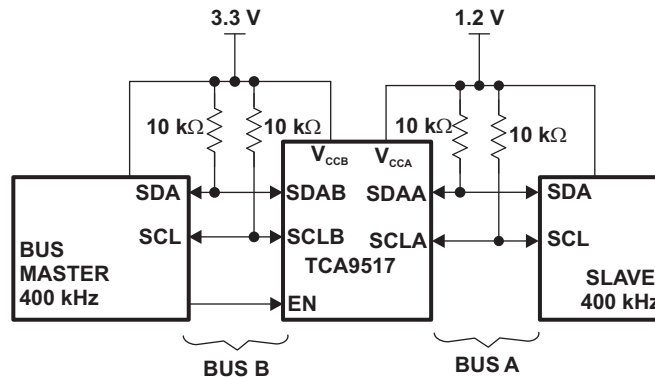 3.3 V
1.2 V
10 kΩ
10 kΩ
10 kΩ
10 kΩ
VCCB
VCCA
SDA
SDAB
SDAA
SDA
SCL
SCLB
SCLA
SCL
BUS
MASTER
400 kHz
TCA9517
EN
SLAVE
400 kHz
BUS B
BUS A